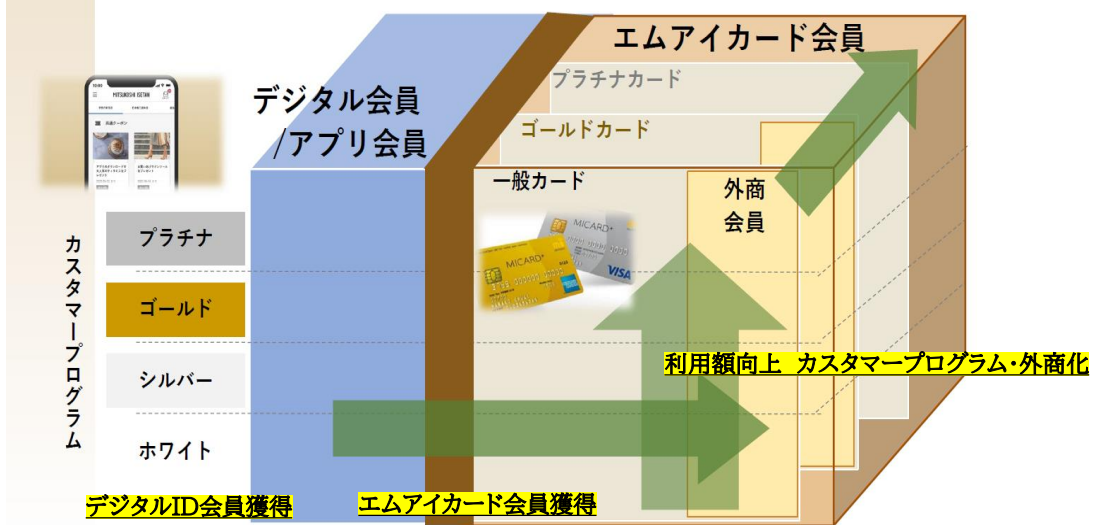 エムアイカード会員
プラチナカード
ゴールドカード
一般カード
外商
会員
デジタル会員
/アプリ会員
MITSUKOSHI ISETAN
MICARD+
MICARD+
VISA
カスタマープログラム
プラチナ
ゴールド
シルバー
ホワイト
利用額向上 カスタマープログラム・外商化
デジタルID会員獲得
エムアイカード会員獲得